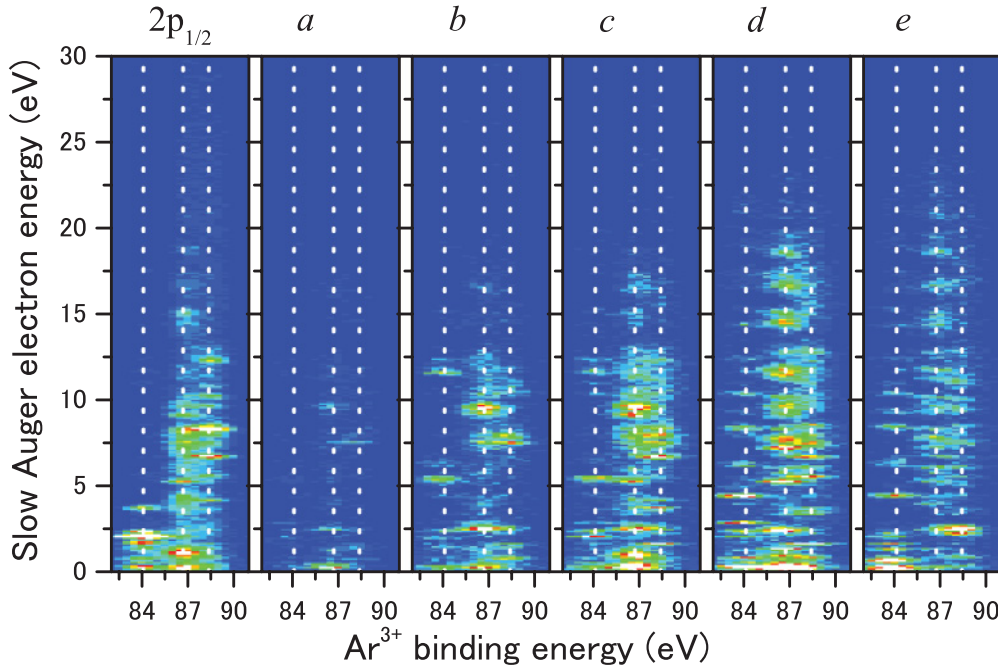 2p1/2 a b c d e
Slow Auger electron energy (eV)
30
25
20
15
10
5
0
84 87 90 84 87 90 84 87 90 84 87 90 84 87 90 84 87 90
Ar3+ binding energy (eV)